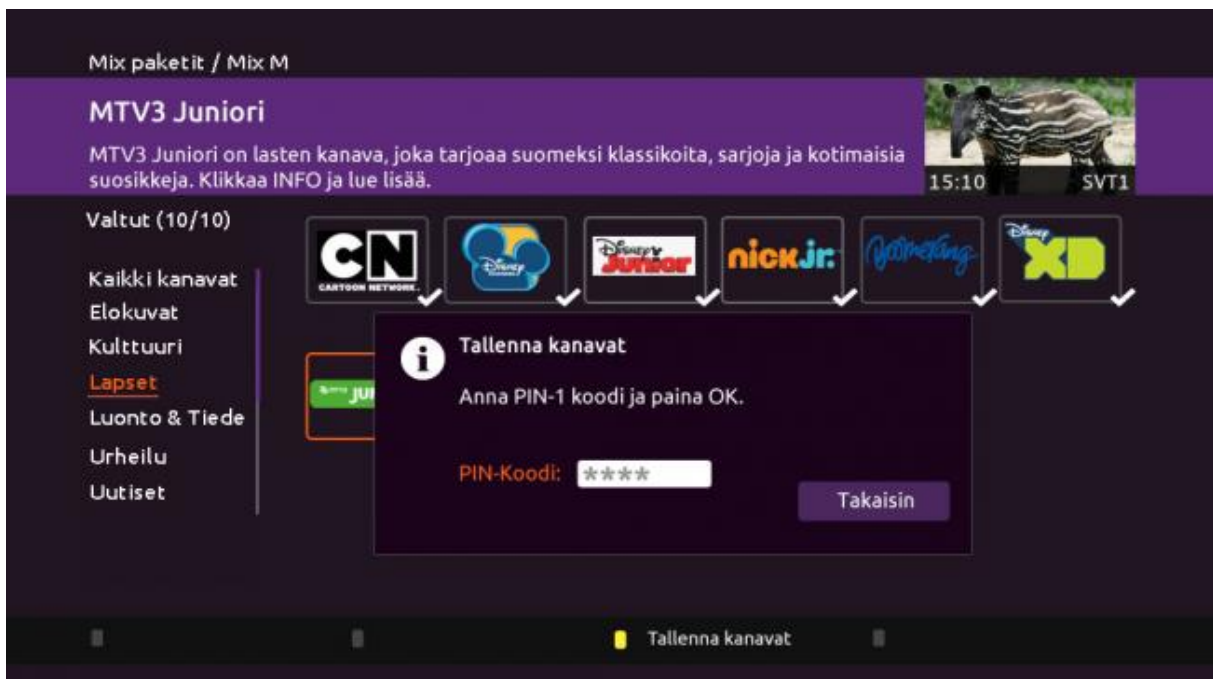 Mix paketit / Mix M
MTV3 Juniori
MTV3 Juniori on lasten kanava, joka tarjoaa suomeksi klassikoita, sarjoja ja kotimaisia
suosikkeja. Klikkaa INFO ja lue lisää.
15:10 SVT1
Valtut (10/10)
CN
CARTOON NETWORK
Disney
Disney
Junior
nick jr.
Boomerang
Disney
XD
Kaikki kanavat
Elokuvat
Kulttuuri
Lapset
Luonto & Tiede
Urheilu
Uutiset
Tallenna kanavat
Anna PIN-1 koodi ja paina OK.
PIN-Koodi: ****
Takaisin
Tallenna kanavat